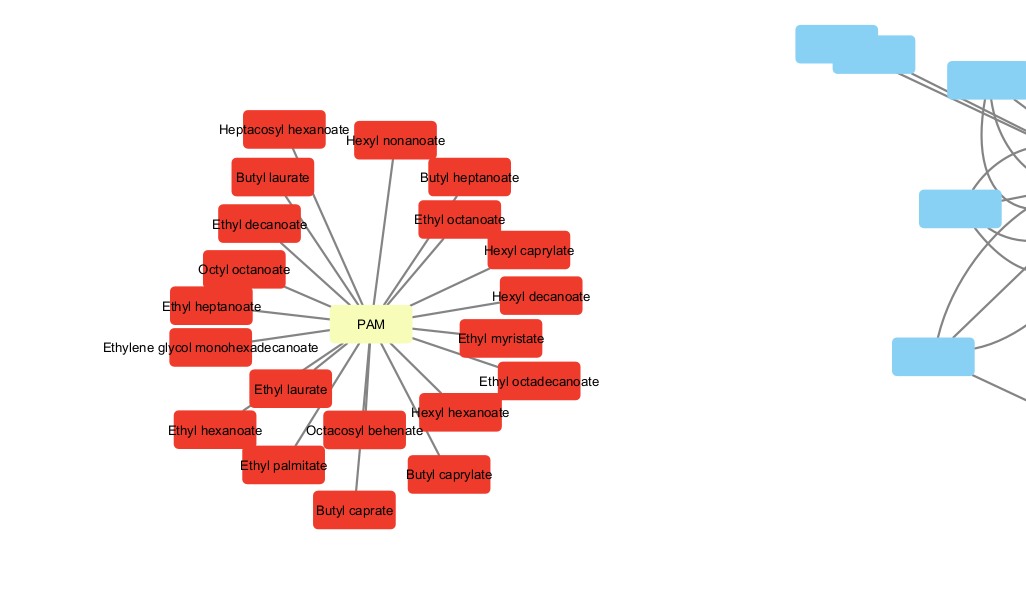 Heptacosyl hexanoate
Hexyl nonanoate
Butyl laurate
Butyl heptanoate
Ethyl decanoate
Ethyl octanoate
Hexyl caprylate
Octyl octanoate
Hexyl decanoate
Ethyl heptanoate
PAM
Ethyl myristate
Ethylene glycol monohexadecanoate
Ethyl octadecanoate
Ethyl laurate
Hexyl hexanoate
Ethyl hexanoate
Octacosyl behenate
Ethyl palmitate
Butyl caprylate
Butyl caprate